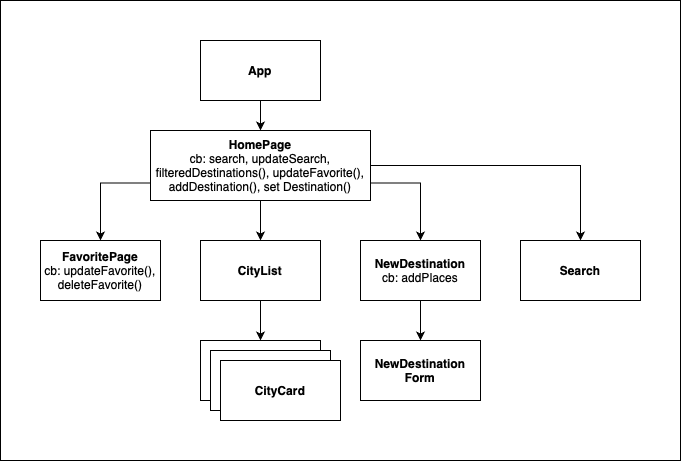 App
HomePage
cb: search, updateSearch,
filteredDestinations(), updateFavorite(),
addDestination(), set Destination()
FavoritePage
cb: updateFavorite(),
deleteFavorite()
CityList
NewDestination
cb: addPlaces
Search
CityCard
NewDestination
Form